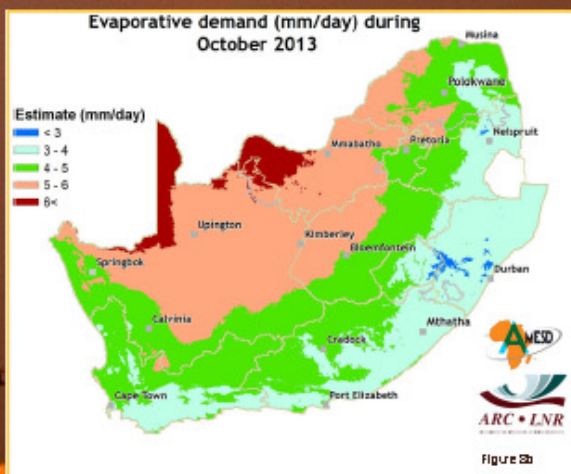 Evaporative demand (mm/day) during
October 2013
Musina
Polokwane
Estimate (mm/day)
< 3
3 - 4
4 - 5
5 - 6
6<
Nelspruit
Mmabatho
Pretoria
Upington
Kimberley
Bloemfontein
Springbok
Durban
Calvinia
Mthatha
Cradock
AMESD
Cape Town
Port Elizabeth
ARC • LNR
Figure 8b